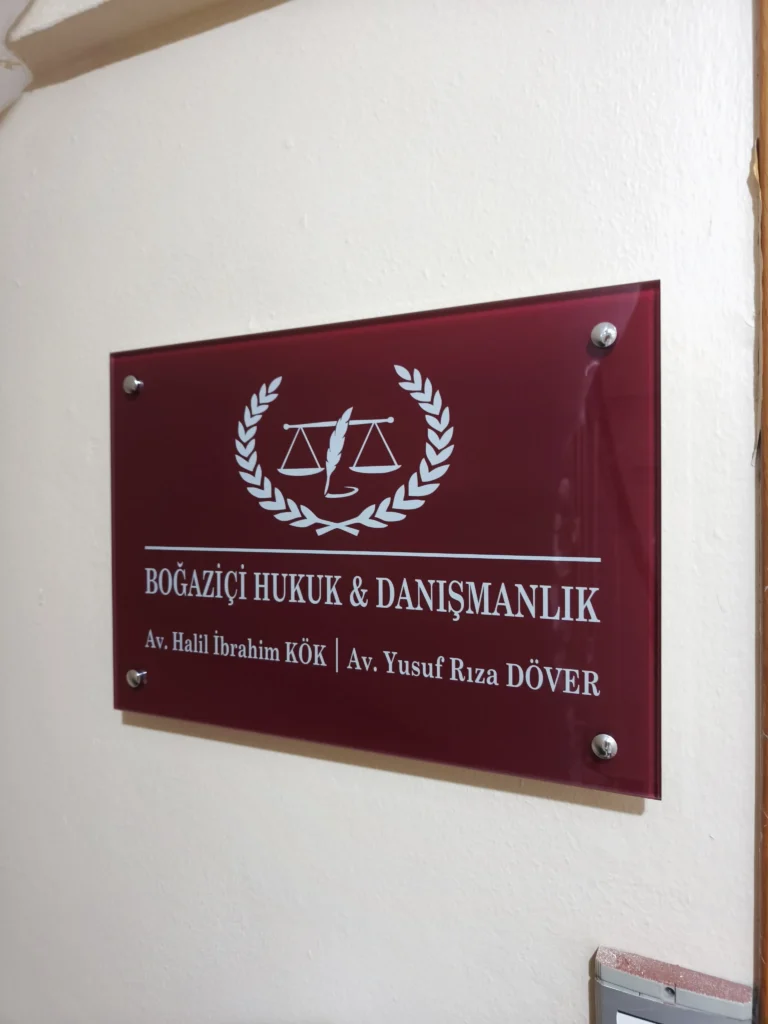 BOĞAZİÇİ HUKUK & DANIŞMANLIK
Av. Halil İbrahim KÖK | Av. Yusuf Rıza DÖVER